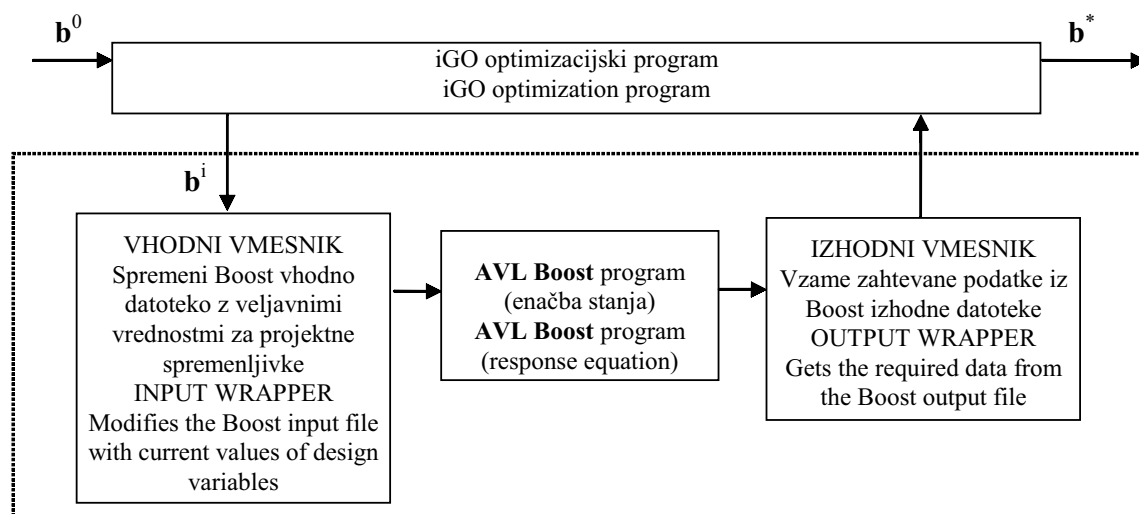 b⁰
b*
iGO optimizacijski program
iGO optimization program
bⁱ
VHODNI VMESNIK
Spremeni Boost vhodno
datoteko z veljavnimi
vrednostmi za projektne
spremenljivke
INPUT WRAPPER
Modifies the Boost input file
with current values of design
variables
AVL Boost program
(enačba stanja)
AVL Boost program
(response equation)
IZHODNI VMESNIK
Vzame zahtevane podatke iz
Boost izhodne datoteke
OUTPUT WRAPPER
Gets the required data from
the Boost output file